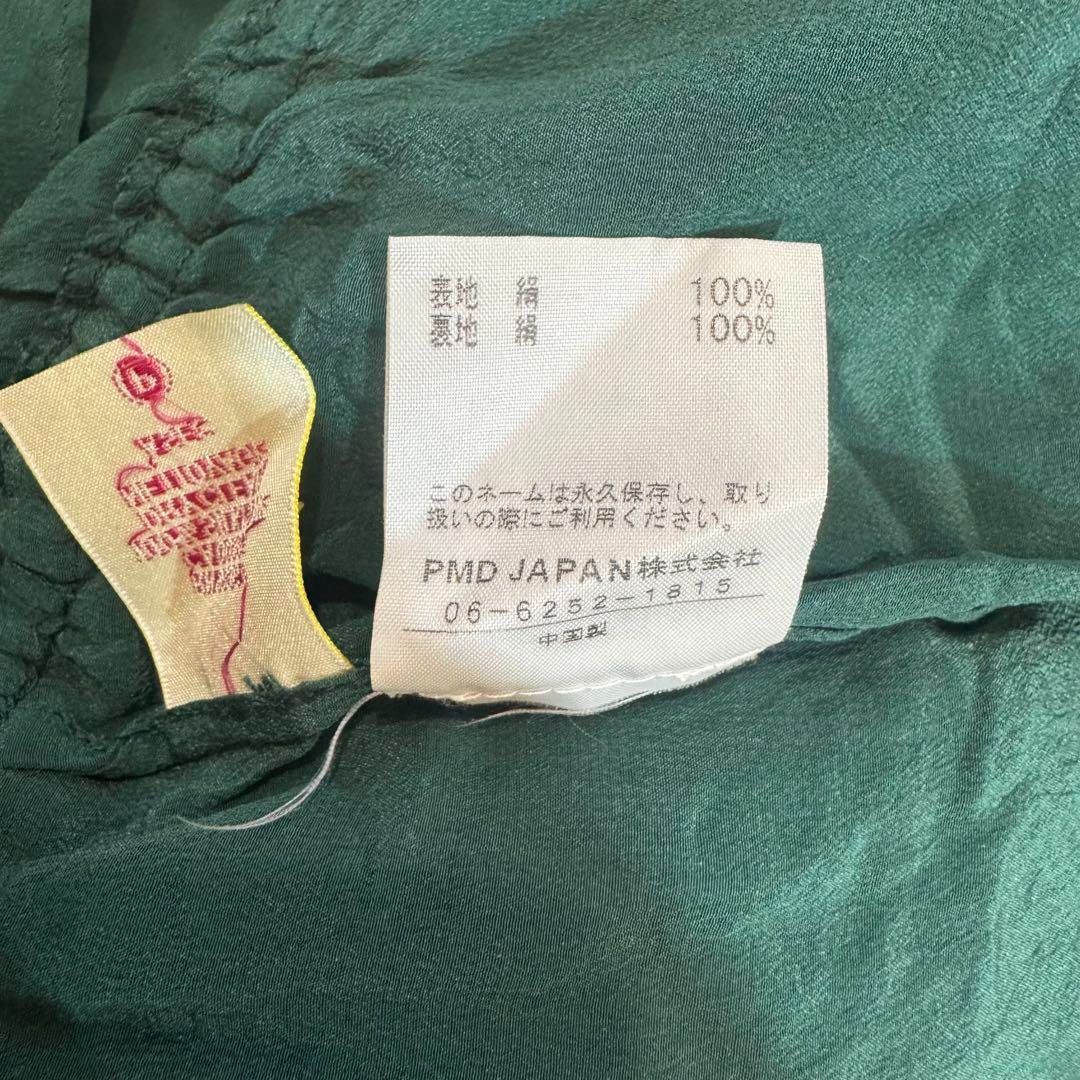 表地 絹 100%
裏地 絹 100%
このネームは永久保存し、取り
扱いの際にご利用ください。
PMD JAPAN株式会社
06-6252-1815
中国製